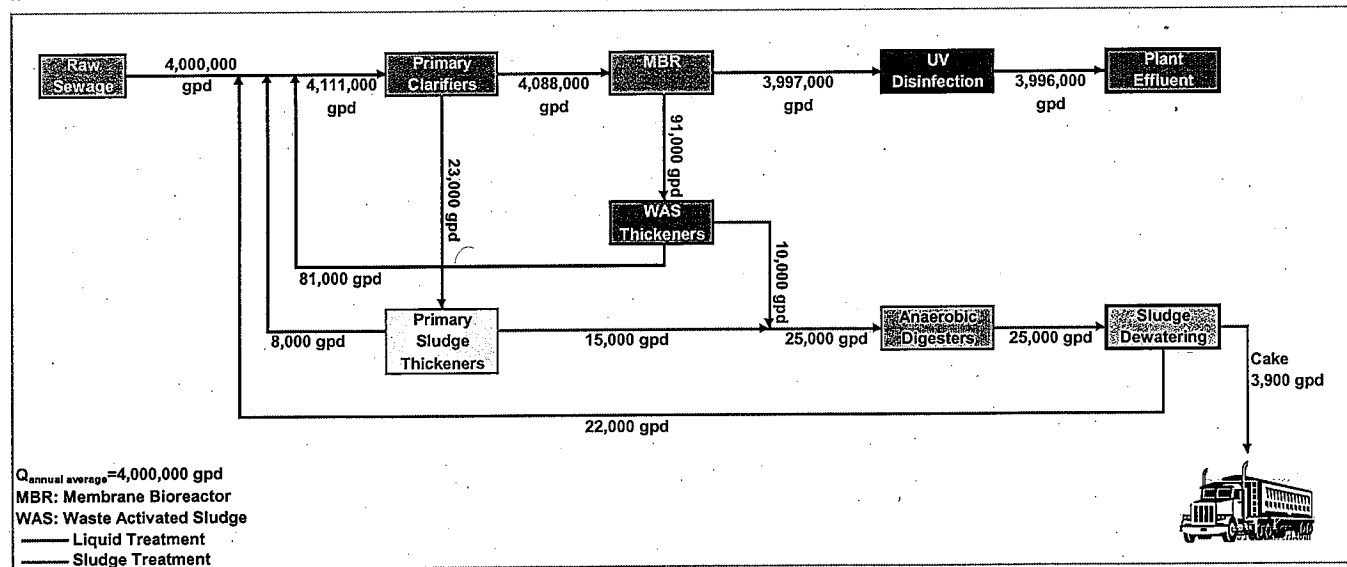 Raw
Sewage
4,000,000
gpd
4,111,000
gpd
Primary
Clarifiers
4,088,000
gpd
MBR
3,997,000
gpd
UV
Disinfection
3,996,000
gpd
Plant
Effluent
23,000 gpd
91,000 gpd
WAS
Thickeners
81,000 gpd
10,000 gpd
8,000 gpd
Primary
Sludge
Thickeners
15,000 gpd
25,000 gpd
Anaerobic
Digesters
25,000 gpd
Sludge
Dewatering
Cake
3,900 gpd
22,000 gpd
Qannual average=4,000,000 gpd
MBR: Membrane Bioreactor
WAS: Waste Activated Sludge
Liquid Treatment
Sludge Treatment